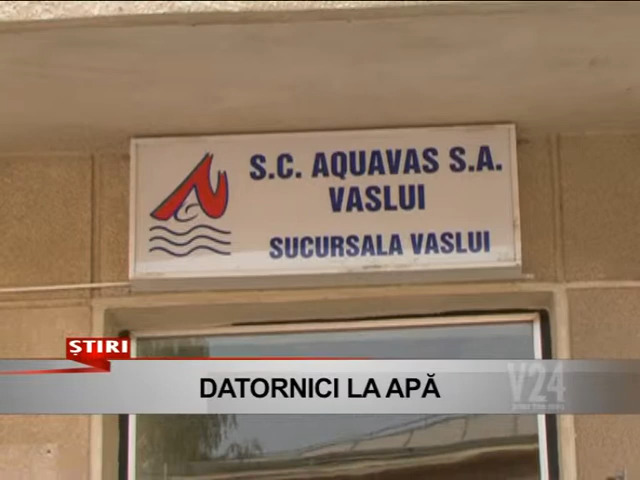 S.C. AQUAVAS S.A.
VASLUI
SUCURSALA VASLUI
ȘTIRI
DATORNICI LA APĂ
V24